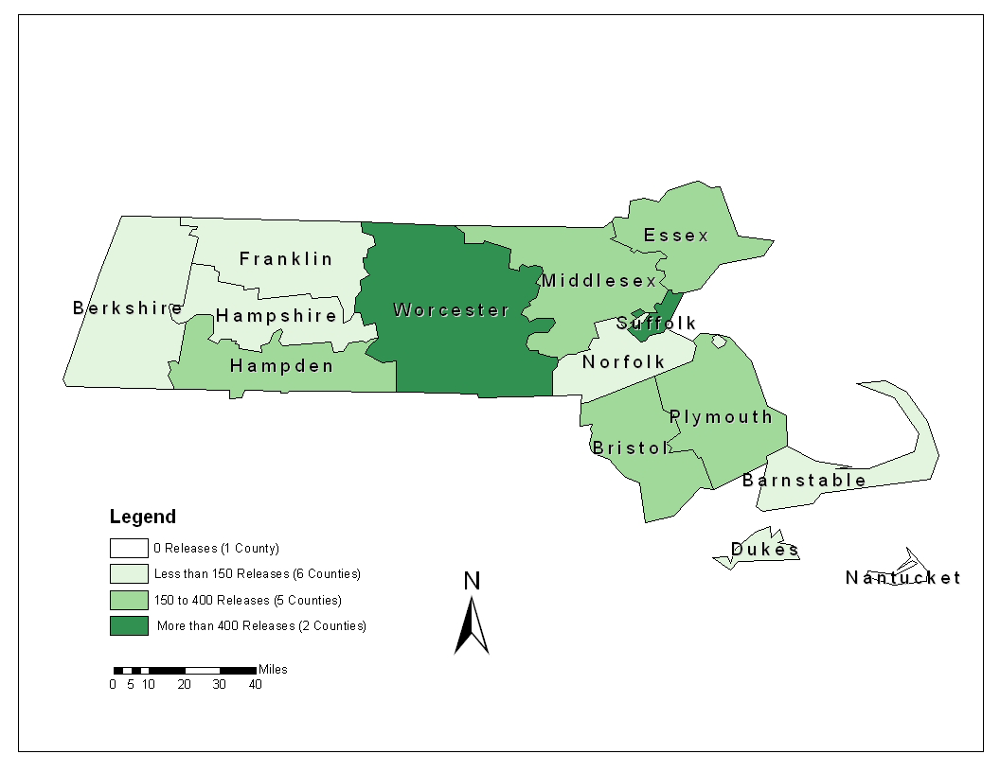 Essex
Franklin
Middlesex
Berkshire
Hampshire
Worcester
Suffolk
Norfolk
Hampden
Plymouth
Bristol
Barnstable
Legend
0 Releases (1 County)
Less than 150 Releases (6 Counties)
150 to 400 Releases (5 Counties)
More than 400 Releases (2 Counties)
Dukes
Nantucket
N
Miles
0 5 10 20 30 40